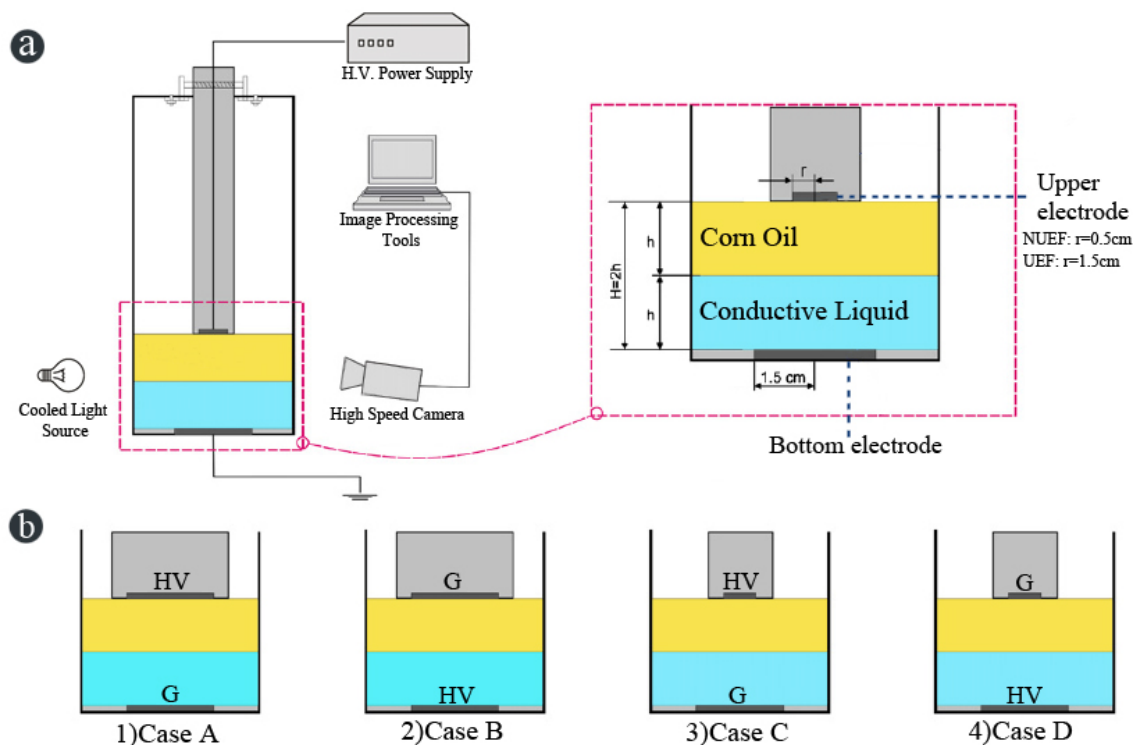 a
H.V. Power Supply
Image Processing
Tools
Cooled Light
Source
High Speed Camera
r
H=2h
h
Corn Oil
h
Conductive Liquid
1.5 cm
Upper
electrode
NUEF: r=0.5cm
UEF: r=1.5cm
Bottom electrode
b
HV
G
1)Case A
G
HV
2)Case B
HV
G
3)Case C
G
HV
4)Case D